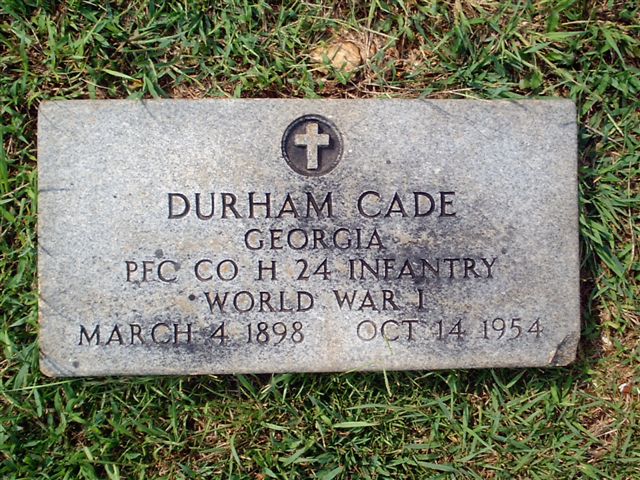 DURHAM CADE
GEORGIA
PFC CO H 24 INFANTRY
WORLD WAR I
MARCH 4 1898 OCT 14 1954